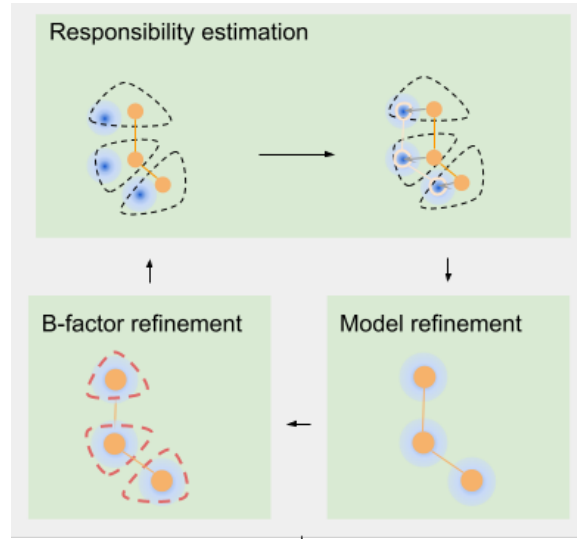 Responsibility estimation
B-factor refinement
Model refinement